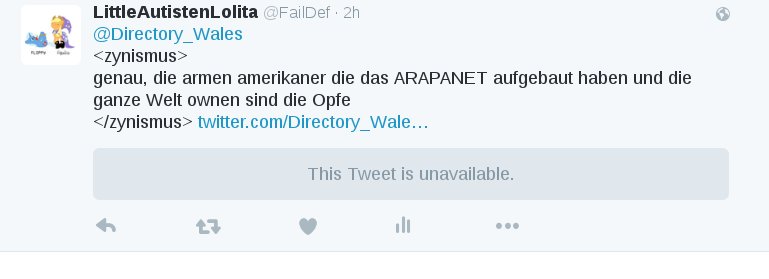 LittleAutistenLolita @FailDef · 2h
@Directory_Wales
<zynismus>
genau, die armen amerikaner die das ARAPANET aufgebaut haben und die
ganze Welt ownen sind die Opfe
</zynismus> twitter.com/Directory_Wale…
This Tweet is unavailable.